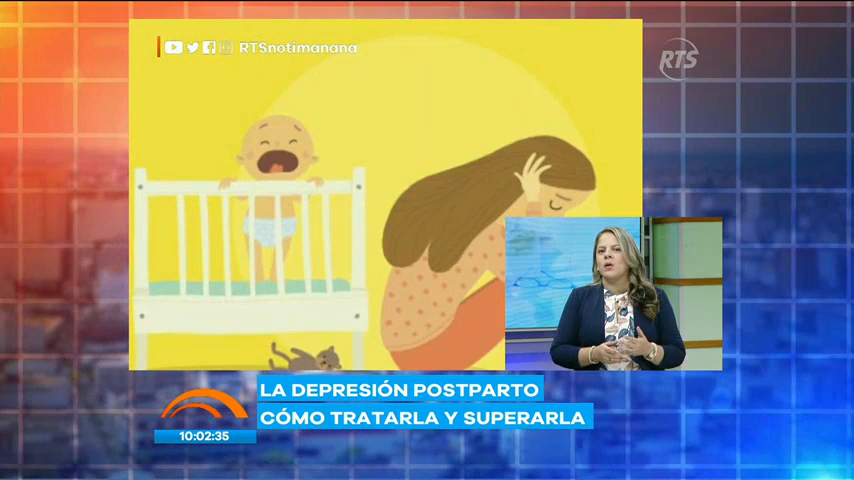 RTSnotimanana
RTS
LA DEPRESIÓN POSTPARTO
CÓMO TRATARLA Y SUPERARLA
10:02:35